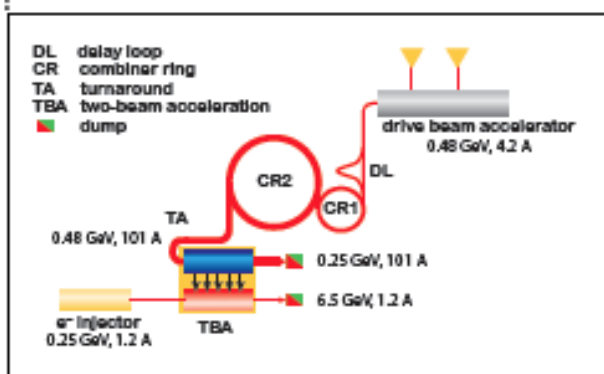 DL delay loop
CR combiner ring
TA turnaround
TBA two-beam acceleration
dump
drive beam accelerator
0.48 GeV, 4.2 A
DL
CR2
CR1
TA
0.48 GeV, 101 A
0.25 GeV, 101 A
6.5 GeV, 1.2 A
e- injector
0.25 GeV, 1.2 A
TBA